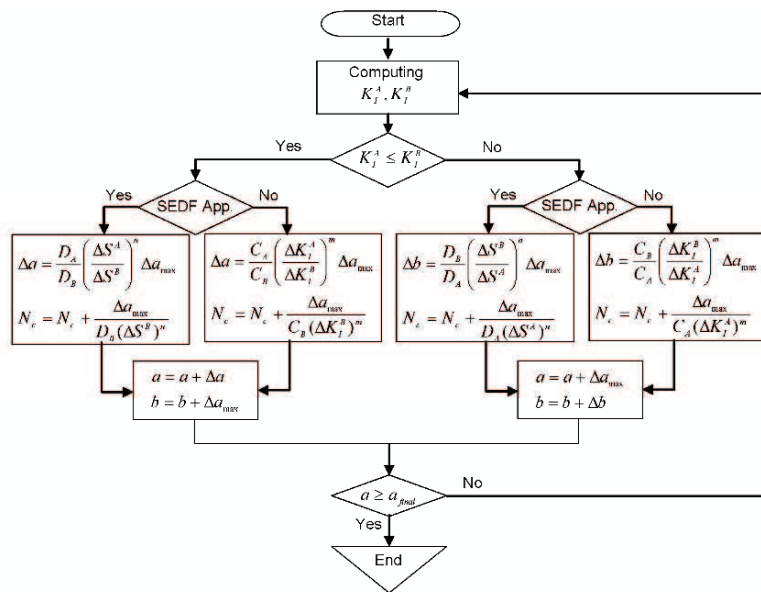 Start
Computing
K_I^A, K_I^B
Yes
K_I^A ≤ K_I^B
No
Yes
SEDF App.
No
Δa = D_A/D_B (ΔS^A/ΔS^B)^n Δa_max
N_c = N_c + Δa_max/D_B(ΔS^B)^n
Δa = C_A/C_B (ΔK_I^A/ΔK_I^B)^m Δa_max
N_c = N_c + Δa_max/C_B(ΔK_I^B)^m
a = a + Δa
b = b + Δa_max
Yes
SEDF App.
No
Δb = D_B/D_A (ΔS^B/ΔS^A)^n Δa_max
N_c = N_c + Δa_max/D_A(ΔS^A)^n
Δb = C_B/C_A (ΔK_I^B/ΔK_I^A)^m Δa_max
N_c = N_c + Δa_max/C_A(ΔK_I^A)^m
a = a + Δa_max
b = b + Δb
a ≥ a_final
No
Yes
End